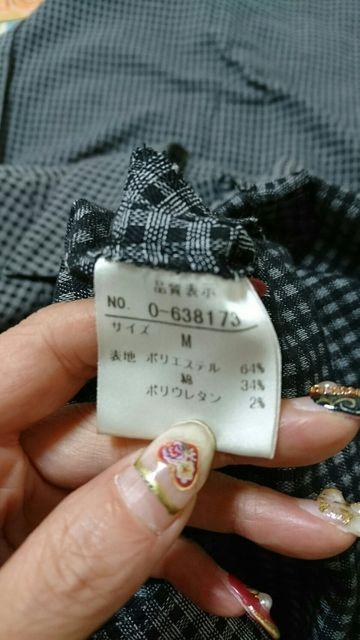 品質表示
NO. 0-638173
サイズ M
表地 ポリエステル 64%
綿 34%
ポリウレタン 2%